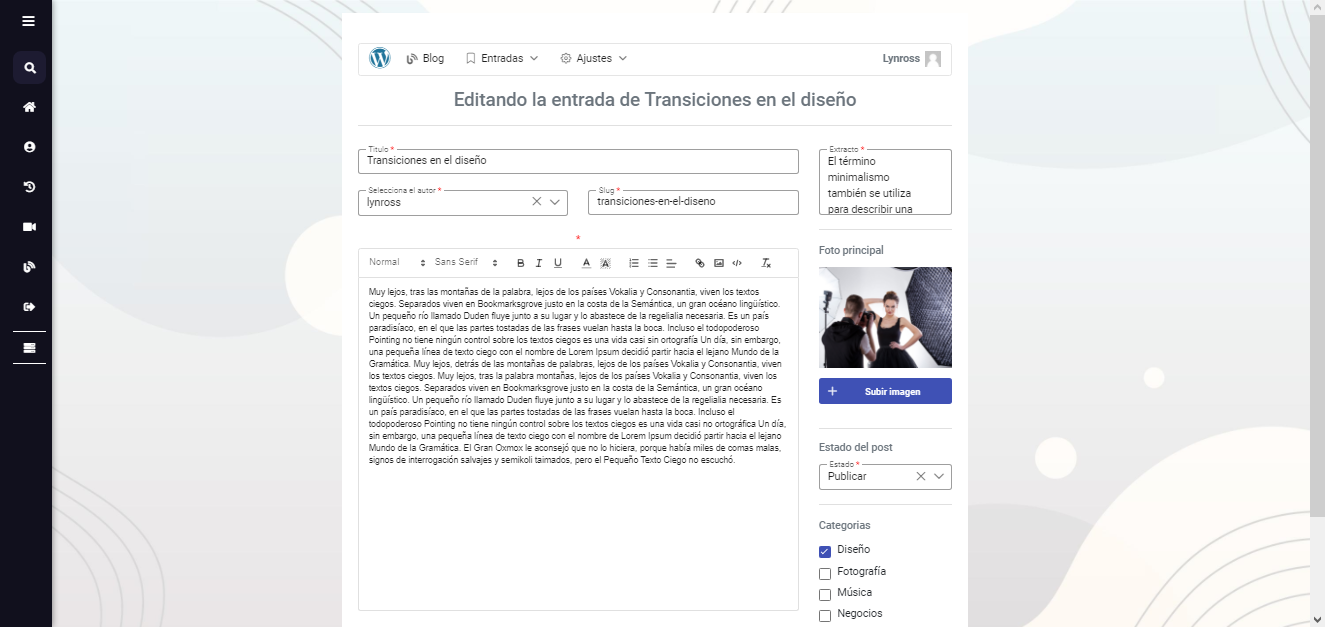 Blog
Entradas
Ajustes
Lynross
Editando la entrada de Transiciones en el diseño
Titulo *
Transiciones en el diseño
Selecciona el autor *
lynross
Slug *
transiciones-en-el-diseno
*
Normal
Sans Serif
Muy lejos, tras las montañas de la palabra, lejos de los países Vokalia y Consonantia, viven los textos
ciegos. Separados viven en Bookmarksgrove justo en la costa de la Semántica, un gran océano lingüístico.
Un pequeño río llamado Duden fluye junto a su lugar y lo abastece de la regelialia necesaria. Es un país
paradisíaco, en el que las partes tostadas de las frases vuelan hasta la boca. Incluso el todopoderoso
Pointing no tiene ningún control sobre los textos ciegos es una vida casi sin ortografía Un día, sin embargo,
una pequeña línea de texto ciego con el nombre de Lorem Ipsum decidió partir hacia el lejano Mundo de la
Gramática. Muy lejos, detrás de las montañas de palabras, lejos de los países Vokalia y Consonantia, viven
los textos ciegos. Muy lejos, tras la palabra montañas, lejos de los países Vokalia y Consonantia, viven los
textos ciegos. Separados viven en Bookmarksgrove justo en la costa de la Semántica, un gran océano
lingüístico. Un pequeño río llamado Duden fluye junto a su lugar y lo abastece de la regelialia necesaria. Es
un país paradisíaco, en el que las partes tostadas de las frases vuelan hasta la boca. Incluso el
todopoderoso Pointing no tiene ningún control sobre los textos ciegos es una vida casi no ortográfica Un día,
sin embargo, una pequeña línea de texto ciego con el nombre de Lorem Ipsum decidió partir hacia el lejano
Mundo de la Gramática. El Gran Oxmox le aconsejó que no lo hiciera, porque había miles de comas malas,
signos de interrogación salvajes y semikoli taimados, pero el Pequeño Texto Ciego no escuchó.
Extracto *
El término
minimalismo
también se utiliza
para describir una
Foto principal
Subir imagen
Estado del post
Estado *
Publicar
Categorias
Diseño
Fotografía
Música
Negocios